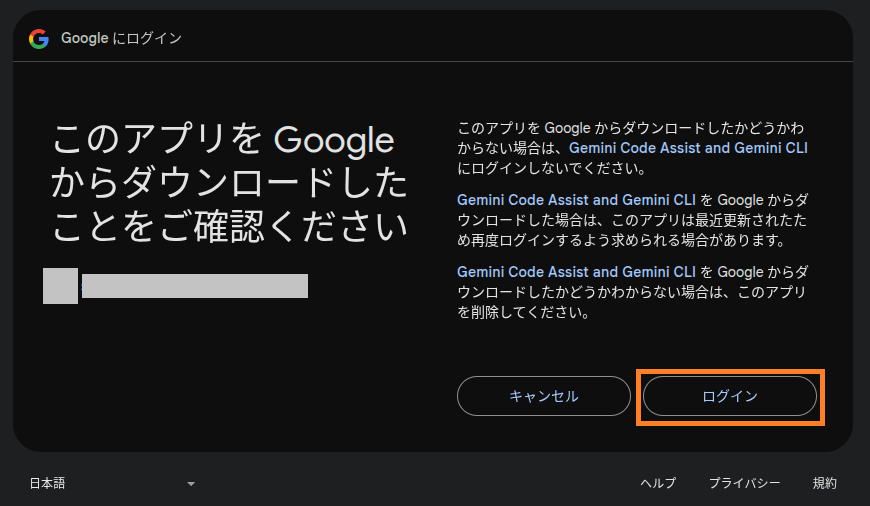 Google にログイン
このアプリを Google
からダウンロードした
ことをご確認ください
このアプリを Google からダウンロードしたかどうかわ
からない場合は、Gemini Code Assist and Gemini CLI
にログインしないでください。
Gemini Code Assist and Gemini CLI を Google からダ
ウンロードした場合は、このアプリは最近更新されたた
め再度ログインするよう求められる場合があります。
Gemini Code Assist and Gemini CLI を Google からダ
ウンロードしたかどうかわからない場合は、このアプリ
を削除してください。
キャンセル
ログイン
日本語
ヘルプ
プライバシー
規約